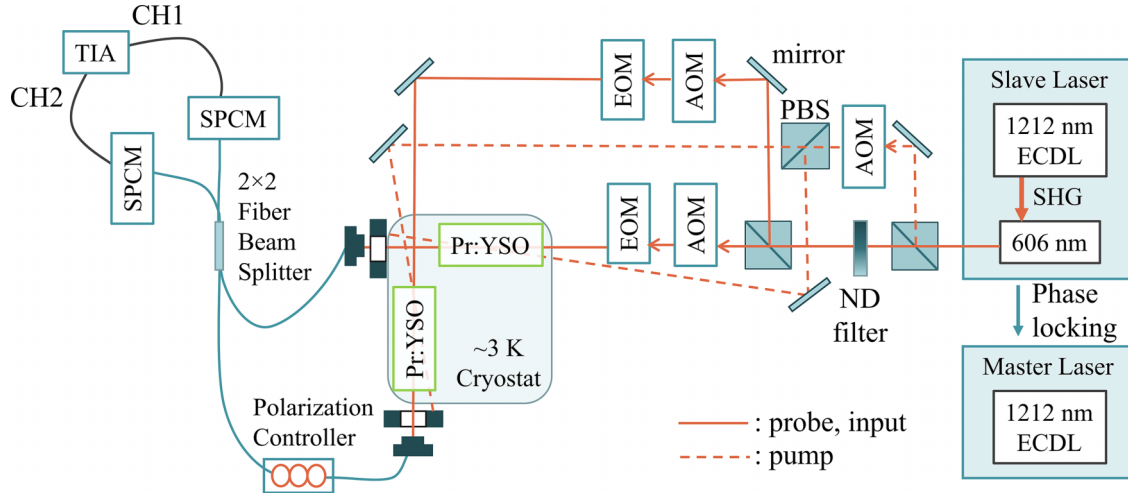 CH1
TIA
CH2
SPCM
SPCM
2×2
Fiber
Beam
Splitter
Polarization
Controller
Pr:YSO
Pr:YSO
~3 K
Cryostat
EOM
AOM
mirror
PBS
AOM
EOM
AOM
ND
filter
Slave Laser
1212 nm
ECDL
SHG
606 nm
Phase
locking
Master Laser
1212 nm
ECDL
: probe, input
: pump